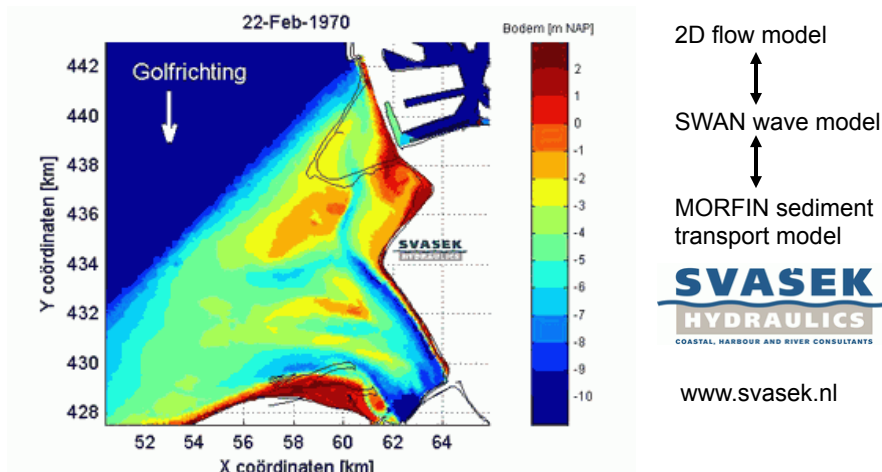 22-Feb-1970
Bodem [m NAP]
Golfrichting
Y coördinaten [km]
442
440
438
436
434
432
430
428
52 54 56 58 60 62 64
X coördinaten [km]
SVASEK
HYDRAULICS
2
1
0
-1
-2
-3
-4
-5
-6
-7
-8
-9
-10
2D flow model
SWAN wave model
MORFIN sediment
transport model
SVASEK
HYDRAULICS
COASTAL, HARBOUR AND RIVER CONSULTANTS
www.svasek.nl